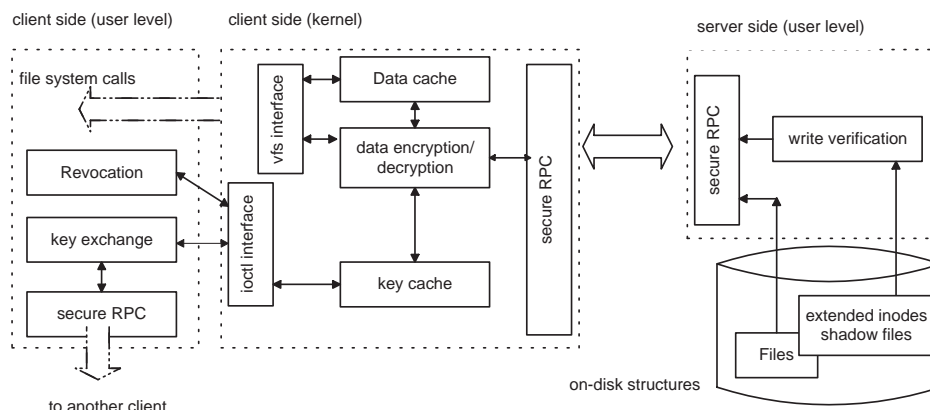 client side (user level)
client side (kernel)
server side (user level)
file system calls
Data cache
vfs interface
data encryption/
decryption
secure RPC
secure RPC
write verification
Revocation
ioctl interface
key exchange
key cache
secure RPC
extended inodes
shadow files
Files
on-disk structures
to another client